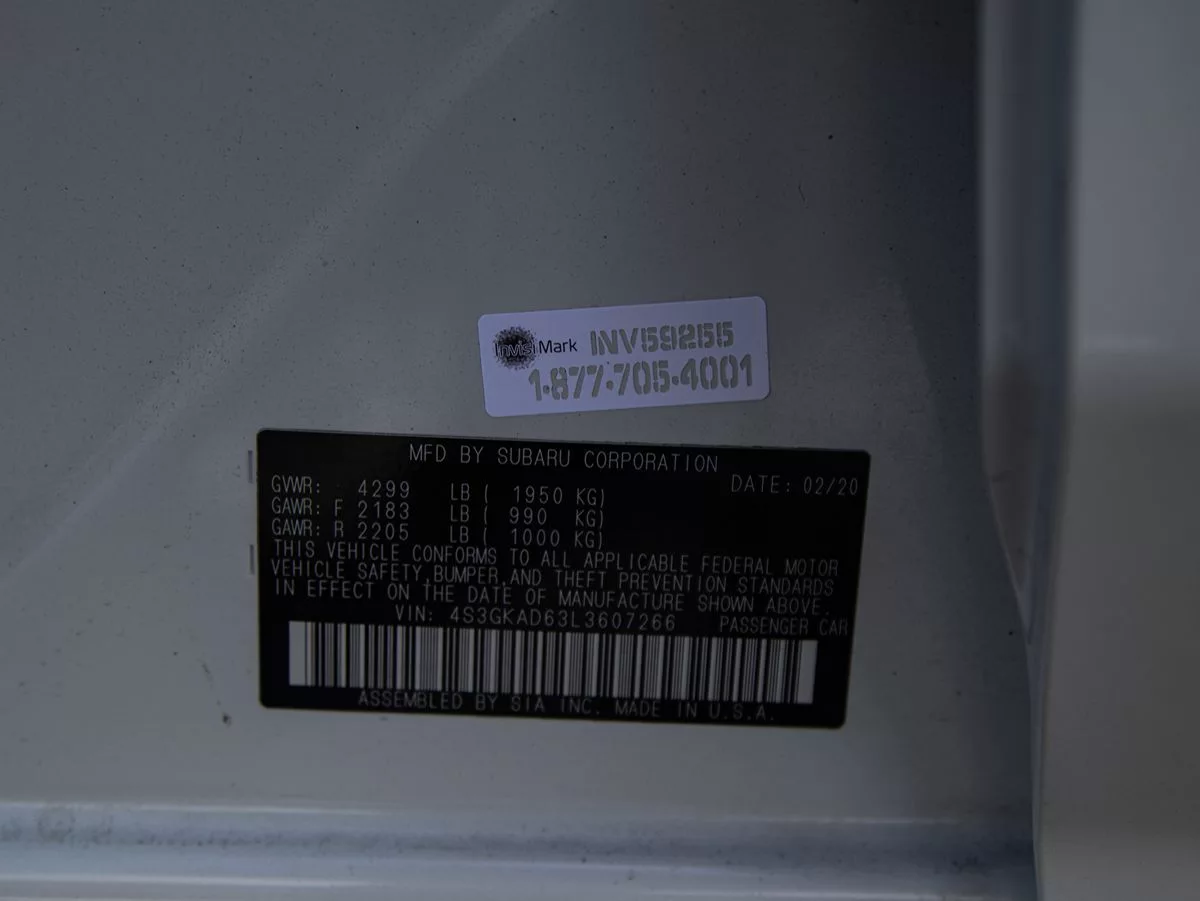 InvisiMark INV59255
1-877-705-4001
MFD BY SUBARU CORPORATION
DATE: 02/20
GVWR: 4299 LB ( 1950 KG)
GAWR: F 2183 LB ( 990 KG)
GAWR: R 2205 LB ( 1000 KG)
THIS VEHICLE CONFORMS TO ALL APPLICABLE FEDERAL MOTOR
VEHICLE SAFETY,BUMPER,AND THEFT PREVENTION STANDARDS
IN EFFECT ON THE DATE OF MANUFACTURE SHOWN ABOVE.
VIN: 4S3GKAD63L3607266 PASSENGER CAR
ASSEMBLED BY SIA INC. MADE IN U.S.A.